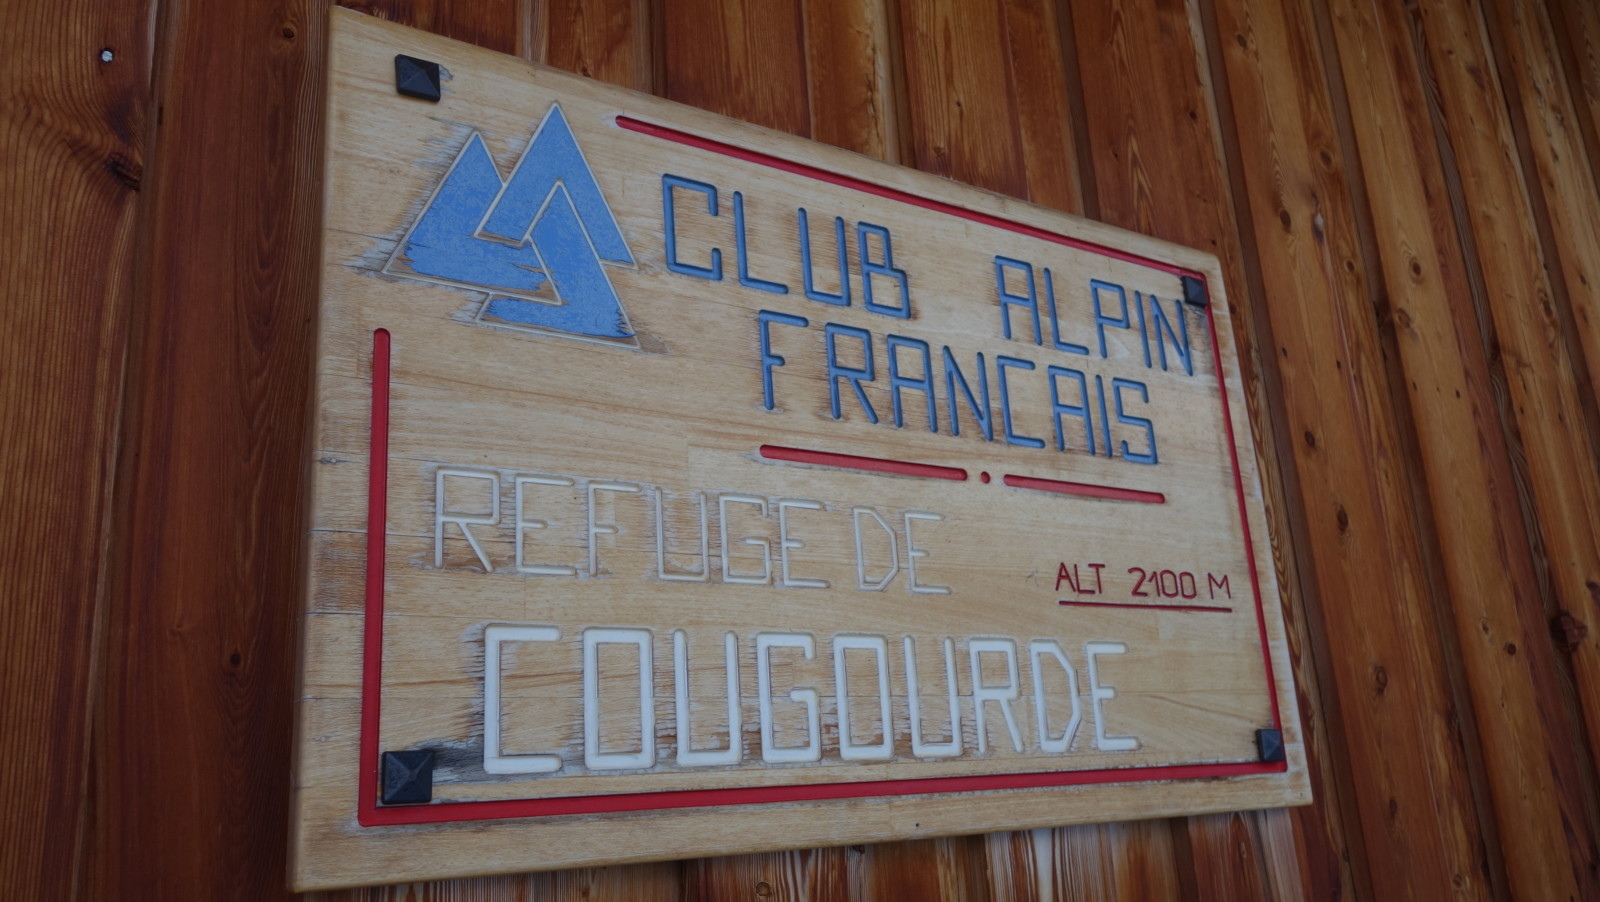 CLUB ALPIN
FRANCAIS
REFUGE DE
ALT 2100 M
COUGOURDE